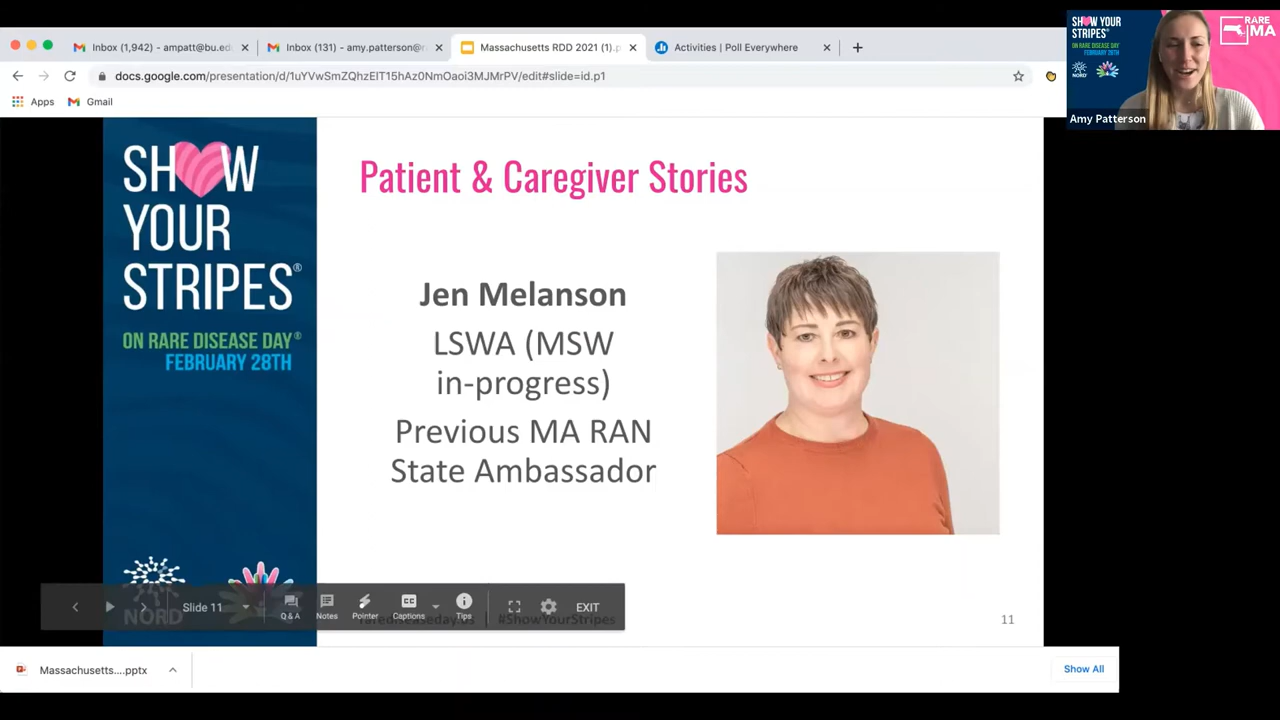 Inbox (1,942) - ampatt@bu.ed
Inbox (131) - amy.patterson@r
Massachusetts RDD 2021 (1).p
Activities | Poll Everywhere
docs.google.com/presentation/d/1uYVwSmZQhzElT15hAz0NmOaoi3MJMrPV/edit#slide=id.p1
Apps
Gmail
SHOW YOUR
STRIPES®
ON RARE DISEASE DAY®
FEBRUARY 28TH
NORD
RARE
MA
Amy Patterson
SHOW
YOUR
STRIPES®
ON RARE DISEASE DAY®
FEBRUARY 28TH
Patient & Caregiver Stories
Jen Melanson
LSWA (MSW
in-progress)
Previous MA RAN
State Ambassador
NORD
Slide 11
Q & A
Notes
Pointer
Captions
Tips
EXIT
#ShowYourStripes
11
Massachusetts....pptx
Show All